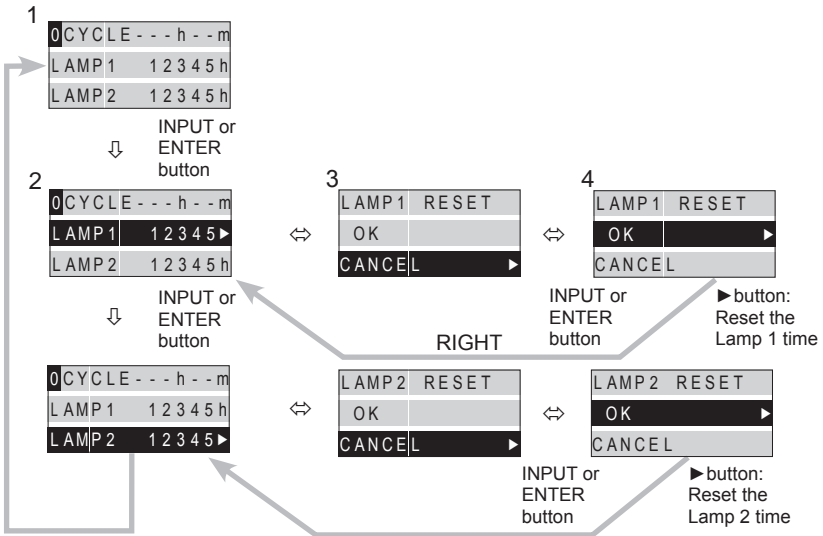 1
0CYCLE---h--m
LAMP1 12345h
LAMP2 12345h
INPUT or
ENTER
button
2
0CYCLE---h--m
LAMP1 12345►
LAMP2 12345h
3
LAMP1 RESET
OK
CANCEL ►
4
LAMP1 RESET
OK ►
CANCEL
INPUT or
ENTER
button
RIGHT
INPUT or
ENTER
button
►button:
Reset the
Lamp 1 time
0CYCLE---h--m
LAMP1 12345h
LAMP2 12345►
LAMP2 RESET
OK
CANCEL ►
LAMP2 RESET
OK ►
CANCEL
INPUT or
ENTER
button
►button:
Reset the
Lamp 2 time